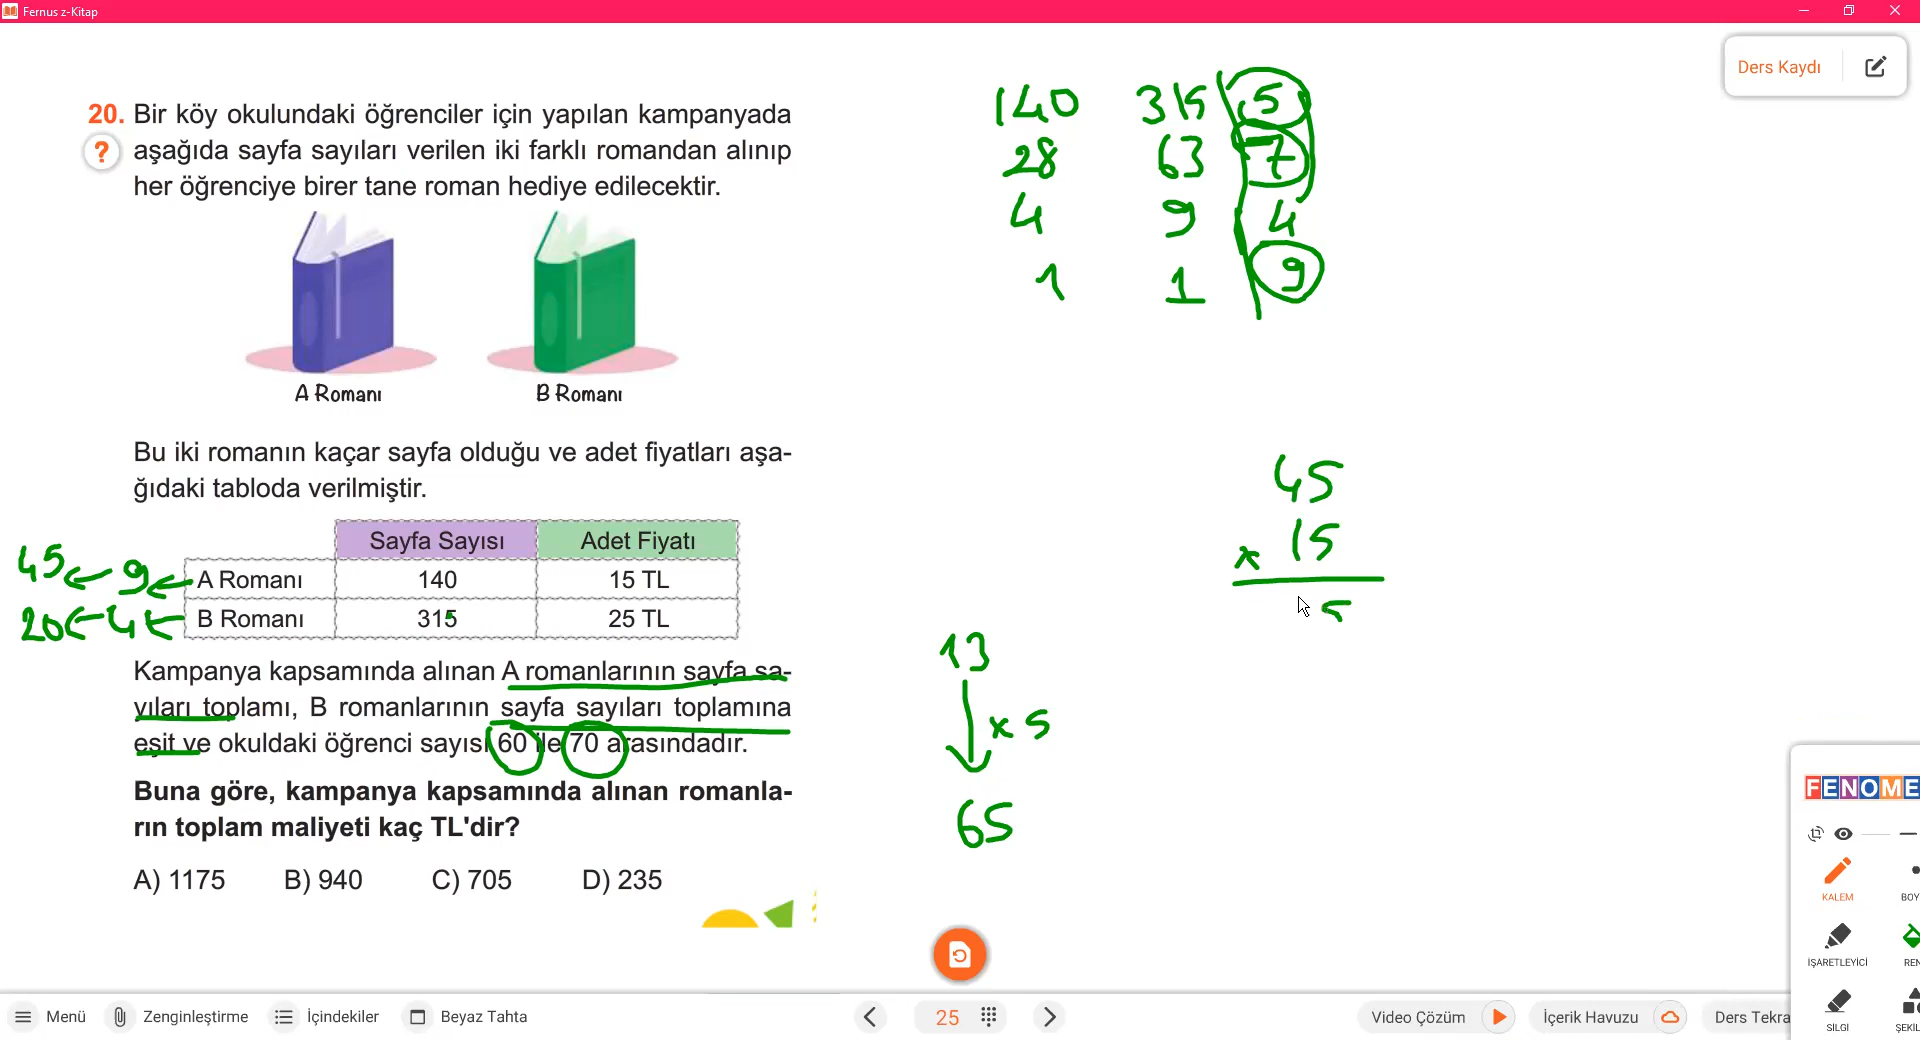 Fernus z-Kitap
Ders Kaydı
20. Bir köy okulundaki öğrenciler için yapılan kampanyada
? aşağıda sayfa sayıları verilen iki farklı romandan alınıp
her öğrenciye birer tane roman hediye edilecektir.
A Romanı B Romanı
Bu iki romanın kaçar sayfa olduğu ve adet fiyatları aşa-
ğıdaki tabloda verilmiştir.
Sayfa Sayısı Adet Fiyatı
45 9 A Romanı 140 15 TL
20 4 B Romanı 315 25 TL
Kampanya kapsamında alınan A romanlarının sayfa sa-
yıları toplamı, B romanlarının sayfa sayıları toplamına
eşit ve okuldaki öğrenci sayısı 60 ile 70 arasındadır.
Buna göre, kampanya kapsamında alınan romanla-
rın toplam maliyeti kaç TL'dir?
A) 1175 B) 940 C) 705 D) 235
140 315 5
28 63 7
4 9 4
1 1 9
45
x 15
5
13
x 5
65
FENOME
KALEM BOY
İŞARETLEYİCİ REN
SİLGİ ŞEKİL
Menü Zenginleştirme İçindekiler Beyaz Tahta 25 Video Çözüm İçerik Havuzu Ders Tekra